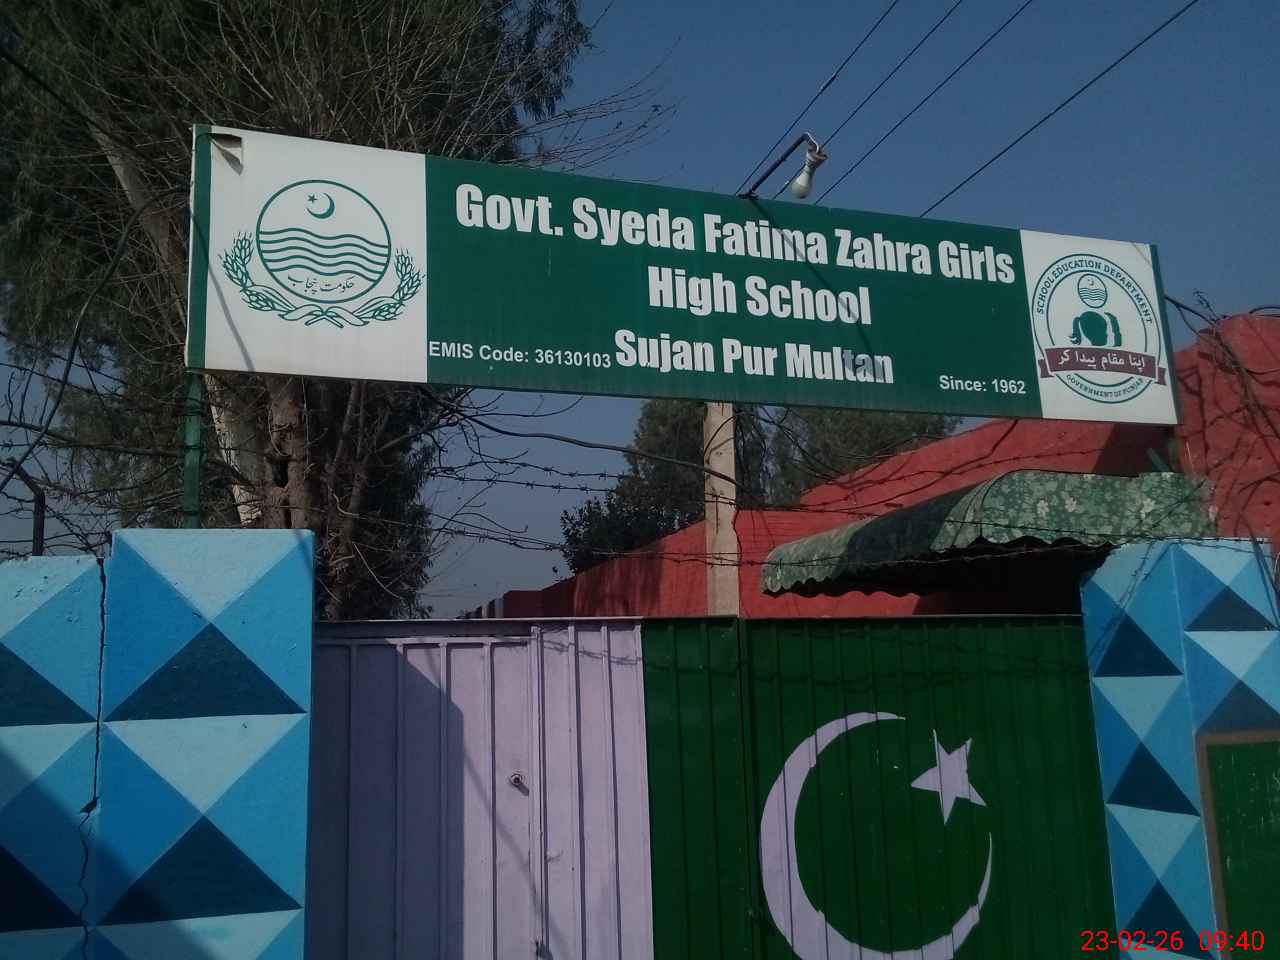 Govt. Syeda Fatima Zahra Girls
High School
Sujan Pur Multan
EMIS Code: 36130103
Since: 1962
حکومت پنجاب
SCHOOL EDUCATION DEPARTMENT
اپنا مقام پیدا کر
GOVERNMENT OF PUNJAB
23-02-26 09:40